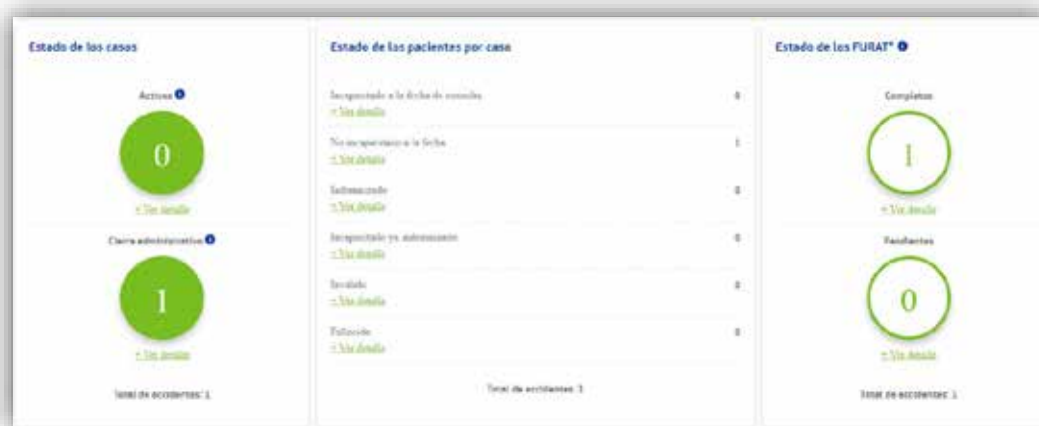 Estado de los casos
Activos
0
+ Ver detalle
Cierre administrativo
1
+ Ver detalle
Total de accidentes: 1
Estado de los pacientes por caso
Incapacitado a la fecha de consulta 0
+ Ver detalle
No incapacitado a la fecha 1
+ Ver detalle
Indemnizado 0
+ Ver detalle
Incapacitado 0
+ Ver detalle
Invalido 0
+ Ver detalle
Fallecido 0
+ Ver detalle
Total de accidentes: 1
Estado de los FURAT*
Completos
1
+ Ver detalle
Pendientes
0
+ Ver detalle
Total de accidentes: 1